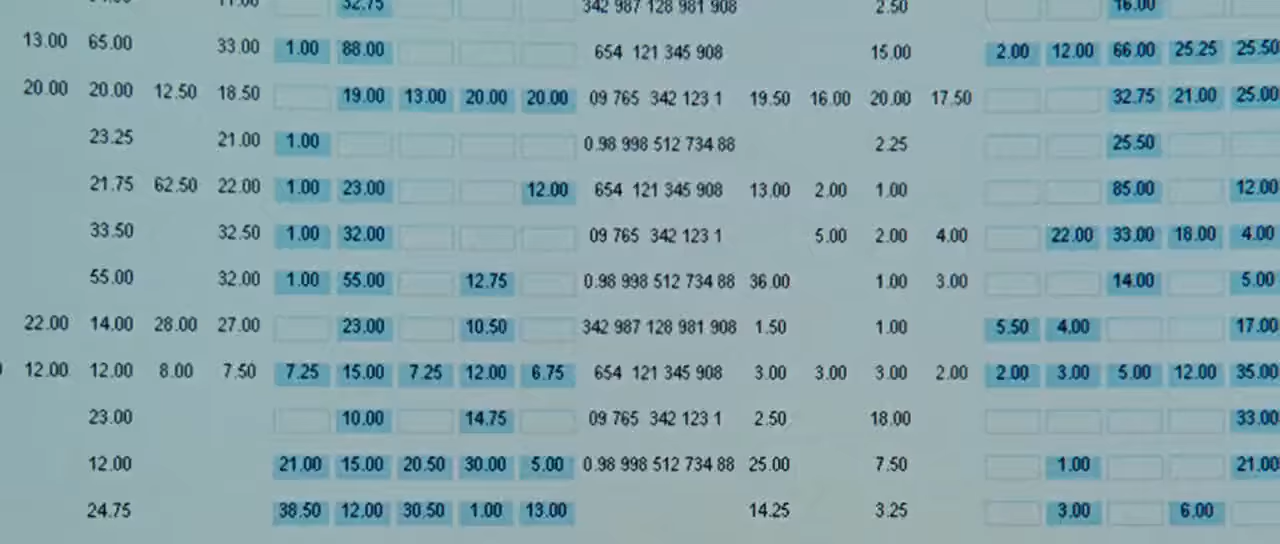 32.75 342 987 128 981 908 2.50 16.00
13.00 65.00 33.00 1.00 88.00 654 121 345 908 15.00 2.00 12.00 66.00 25.25 25.50
20.00 20.00 12.50 18.50 19.00 13.00 20.00 20.00 09 765 342 123 1 19.50 16.00 20.00 17.50 32.75 21.00 25.00
23.25 21.00 1.00 0.98 998 512 734 88 2.25 25.50
21.75 62.50 22.00 1.00 23.00 12.00 654 121 345 908 13.00 2.00 1.00 85.00 12.00
33.50 32.50 1.00 32.00 09 765 342 123 1 5.00 2.00 4.00 22.00 33.00 18.00 4.00
55.00 32.00 1.00 55.00 12.75 0.98 998 512 734 88 36.00 1.00 3.00 14.00 5.00
22.00 14.00 28.00 27.00 23.00 10.50 342 987 128 981 908 1.50 1.00 5.50 4.00 17.00
12.00 12.00 8.00 7.50 7.25 15.00 7.25 12.00 6.75 654 121 345 908 3.00 3.00 3.00 2.00 2.00 3.00 5.00 12.00 35.00
23.00 10.00 14.75 09 765 342 123 1 2.50 18.00 33.00
12.00 21.00 15.00 20.50 30.00 5.00 0.98 998 512 734 88 25.00 7.50 1.00 21.00
24.75 38.50 12.00 30.50 1.00 13.00 14.25 3.25 3.00 6.00